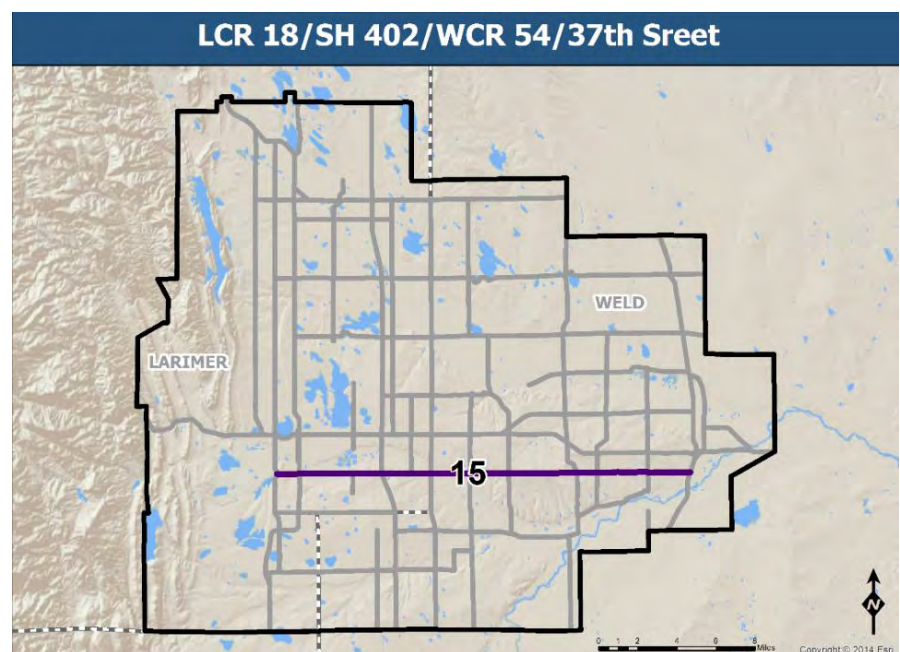 LCR 18/SH 402/WCR 54/37th Sreet
WELD
LARIMER
15
N
0 1 2 4 6 8
Miles
Copyright © 2014 Esri